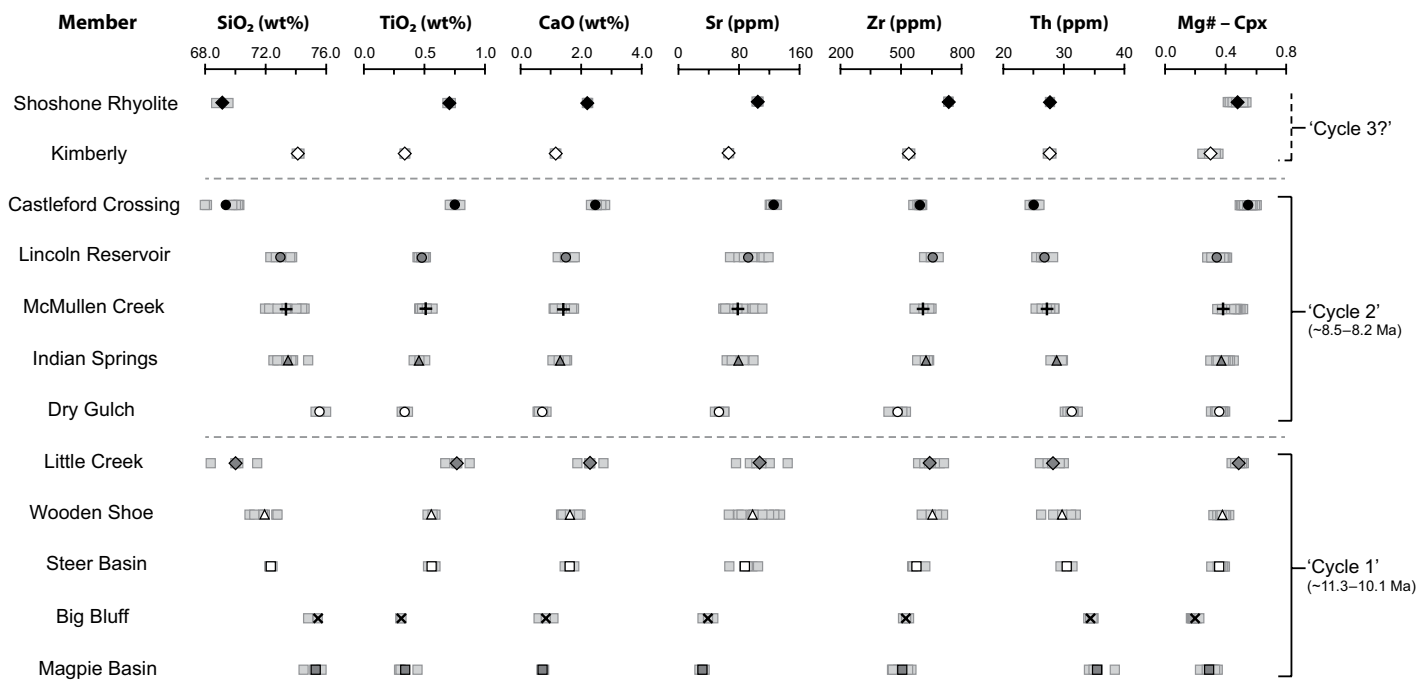 Member SiO₂ (wt%) TiO₂ (wt%) CaO (wt%) Sr (ppm) Zr (ppm) Th (ppm) Mg# – Cpx
68.0 72.0 76.0 0.0 0.5 1.0 0.0 2.0 4.0 0 80 160 200 500 800 20 30 40 0.0 0.4 0.8
Shoshone Rhyolite
'Cycle 3?'
Kimberly
Castleford Crossing
Lincoln Reservoir
McMullen Creek
'Cycle 2'
(~8.5–8.2 Ma)
Indian Springs
Dry Gulch
Little Creek
Wooden Shoe
Steer Basin
'Cycle 1'
(~11.3–10.1 Ma)
Big Bluff
Magpie Basin